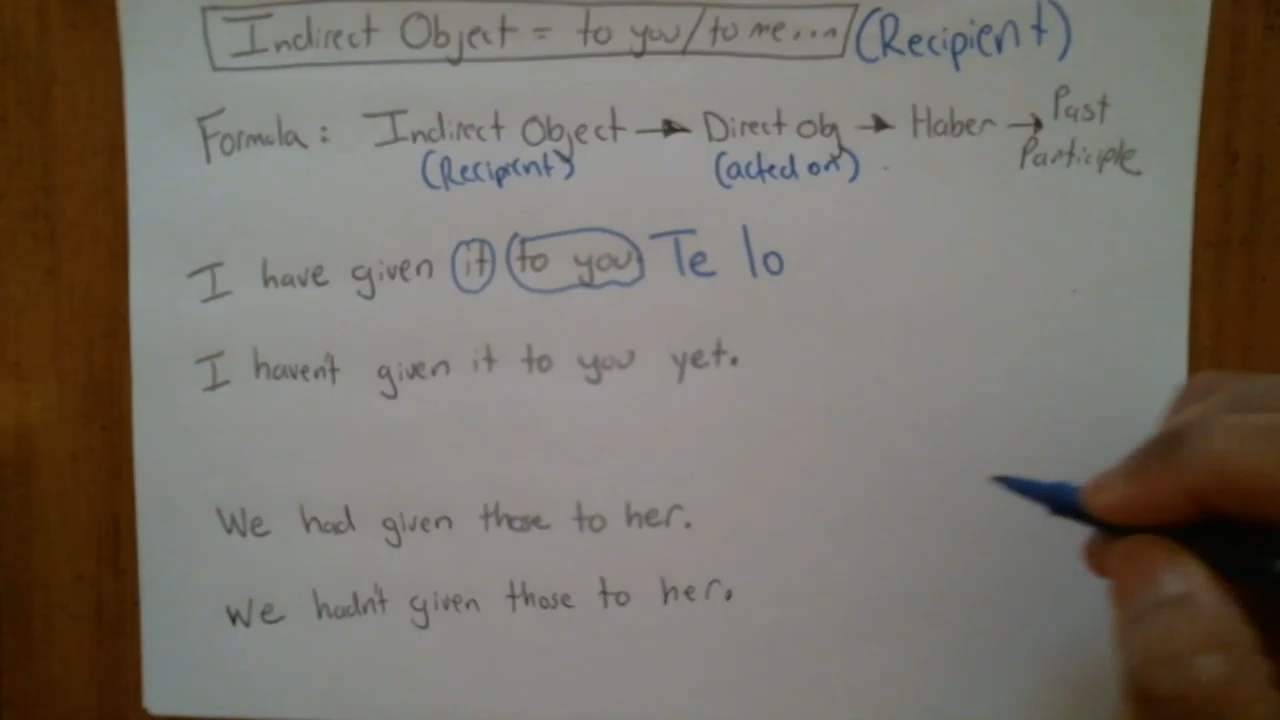 Indirect Object = to you/to me... (Recipient)
Formula: Indirect Object → Direct ob → Haber → Past Participle
(Recipient) (acted on)
I have given it to you Te lo
I haven't given it to you yet.
We had given those to her.
We hadn't given those to her.